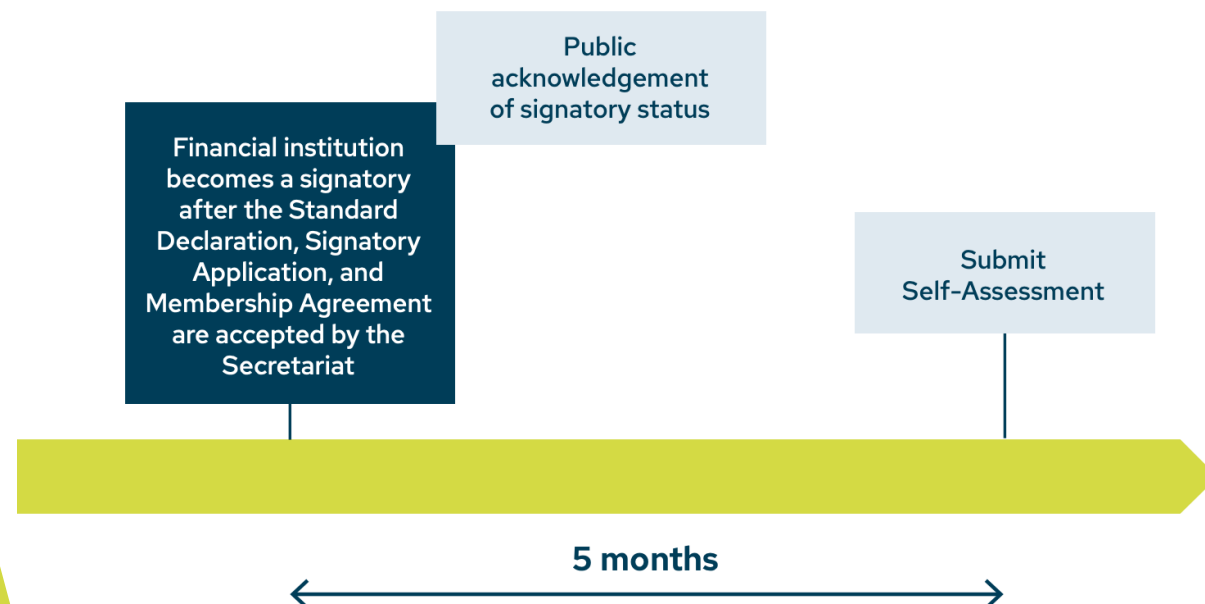 Public
acknowledgement
of signatory status
Financial institution
becomes a signatory
after the Standard
Declaration, Signatory
Application, and
Membership Agreement
are accepted by the
Secretariat
Submit
Self-Assessment
5 months